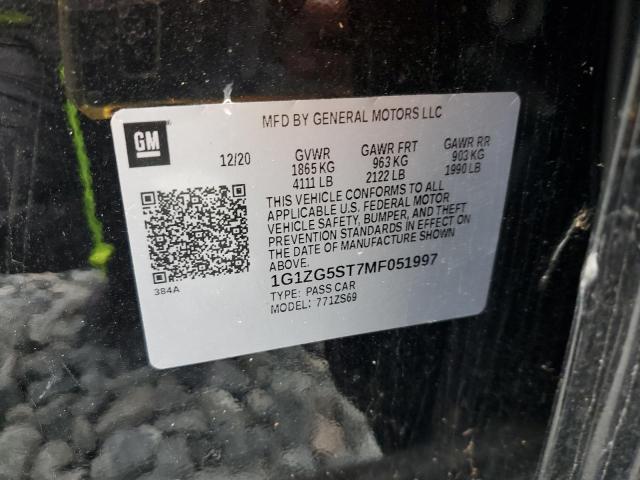 MFD BY GENERAL MOTORS LLC
GM
12/20 GVWR GAWR FRT GAWR RR
1865 KG 963 KG 903 KG
4111 LB 2122 LB 1990 LB
THIS VEHICLE CONFORMS TO ALL
APPLICABLE U.S. FEDERAL MOTOR
VEHICLE SAFETY, BUMPER, AND THEFT
PREVENTION STANDARDS IN EFFECT ON
THE DATE OF MANUFACTURE SHOWN
ABOVE.
1G1ZG5ST7MF051997
384A
TYPE: PASS CAR
MODEL: 771ZS69